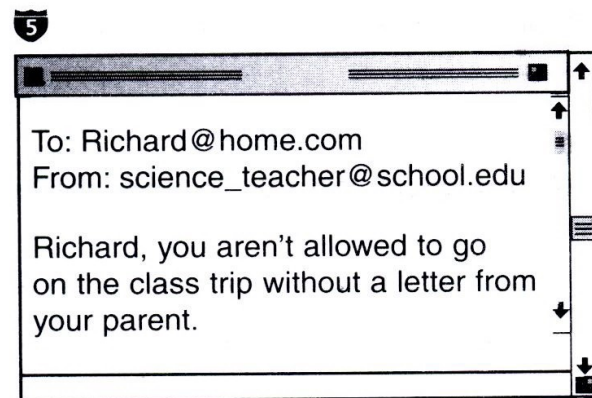 5
To: Richard@home.com
From: science_teacher@school.edu
Richard, you aren't allowed to go
on the class trip without a letter from
your parent.